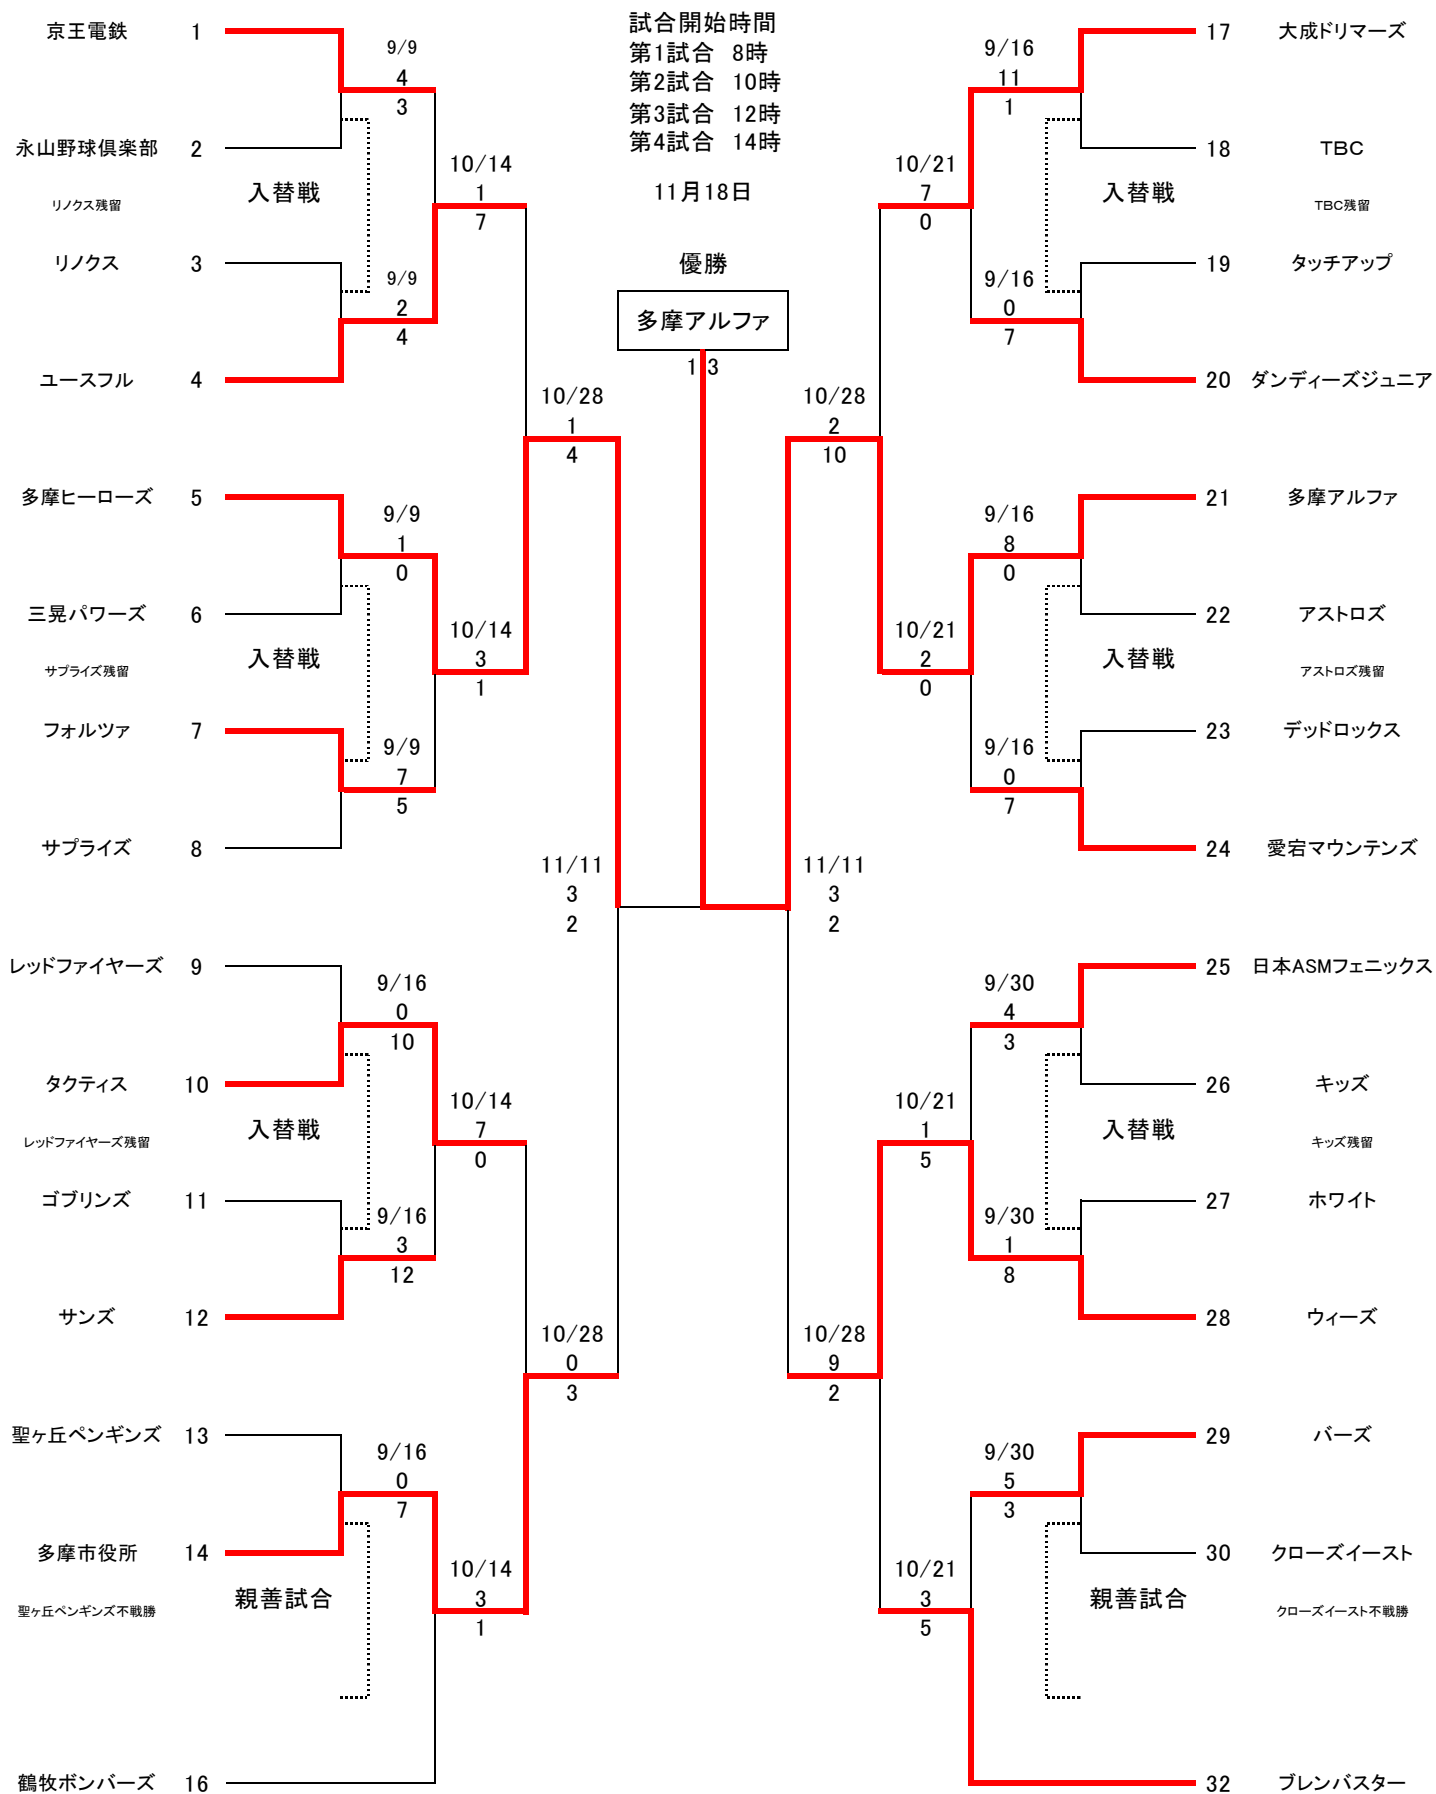 京王電鉄 1
9/9
4
3
永山野球倶楽部 2
リノクス残留
入替戦
リノクス 3
9/9
2
4
ユースフル 4
10/14
1
7
多摩ヒーローズ 5
9/9
1
0
三晃パワーズ 6
サプライズ残留
入替戦
フォルツァ 7
9/9
7
5
サプライズ 8
10/14
3
1
10/28
1
4
レッドファイヤーズ 9
9/16
0
10
タクティス 10
レッドファイヤーズ残留
入替戦
ゴブリンズ 11
9/16
3
12
サンズ 12
10/14
7
0
聖ヶ丘ペンギンズ 13
9/16
0
7
多摩市役所 14
聖ヶ丘ペンギンズ不戦勝
親善試合
10/14
3
1
鶴牧ボンバーズ 16
10/28
0
3
11/11
3
2
試合開始時間
第1試合 8時
第2試合 10時
第3試合 12時
第4試合 14時
11月18日
優勝
多摩アルファ
1 3
9/16
11
1
17 大成ドリマーズ
18 TBC
入替戦
TBC残留
19 タッチアップ
9/16
0
7
20 ダンディーズジュニア
10/21
7
0
21 多摩アルファ
9/16
8
0
22 アストロズ
入替戦
アストロズ残留
23 デッドロックス
9/16
0
7
24 愛宕マウンテンズ
10/21
2
0
10/28
2
10
11/11
3
2
25 日本ASMフェニックス
9/30
4
3
26 キッズ
入替戦
キッズ残留
27 ホワイト
9/30
1
8
28 ウィーズ
10/21
1
5
29 バーズ
9/30
5
3
30 クローズイースト
親善試合
クローズイースト不戦勝
10/21
3
5
32 ブレンバスター
10/28
9
2